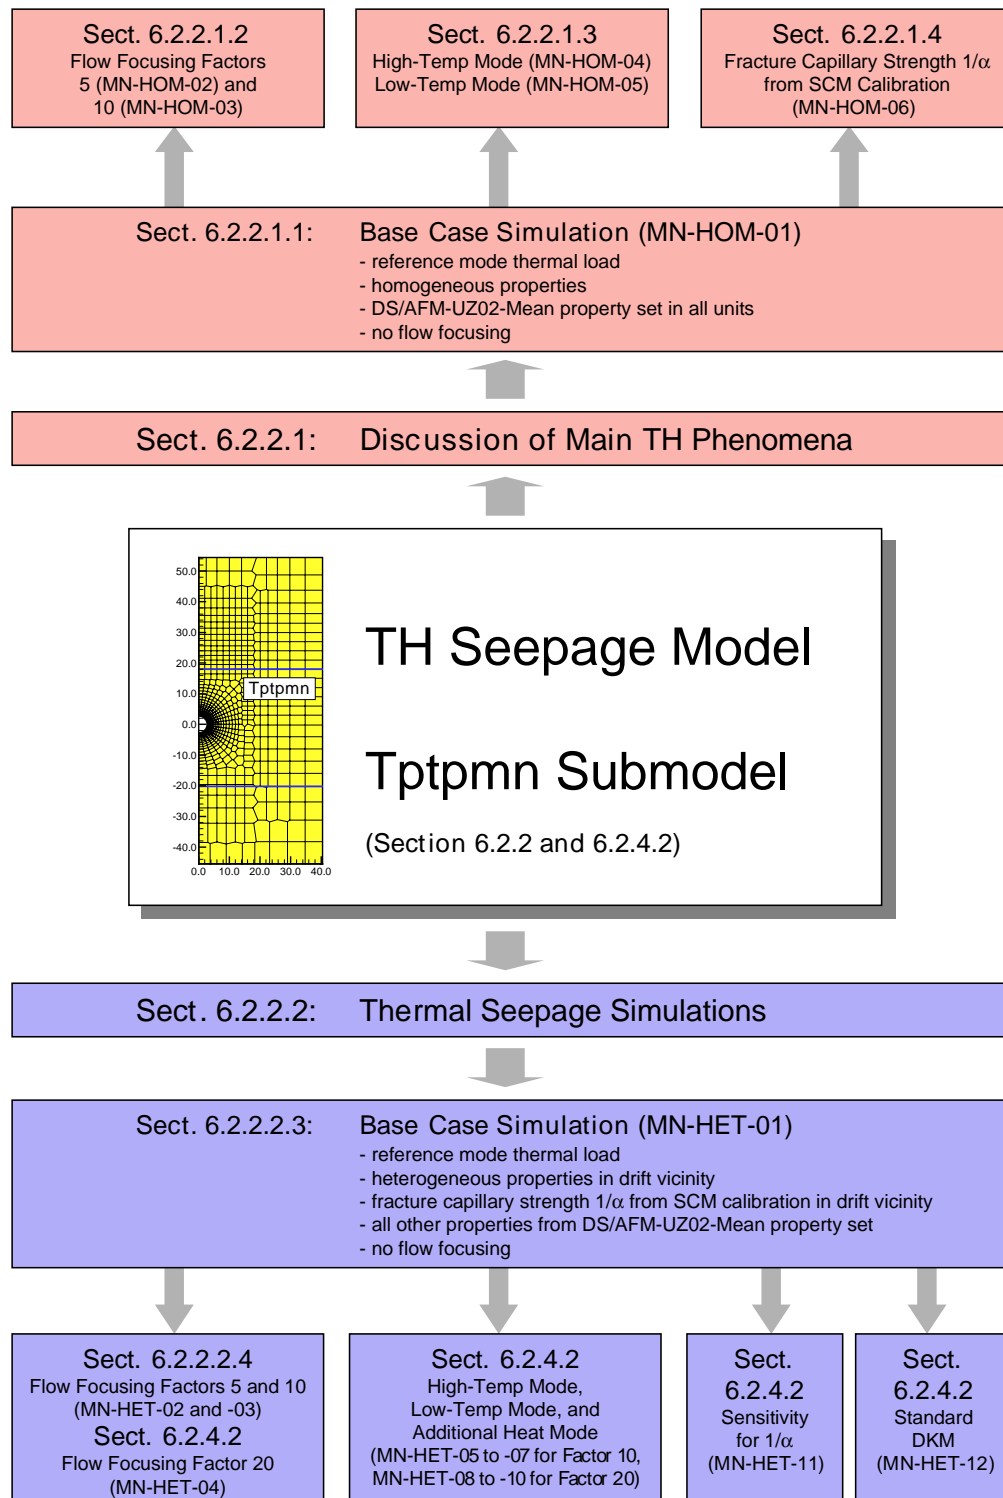 Sect. 6.2.2.1.2
Flow Focusing Factors
5 (MN-HOM-02) and
10 (MN-HOM-03)
Sect. 6.2.2.1.3
High-Temp Mode (MN-HOM-04)
Low-Temp Mode (MN-HOM-05)
Sect. 6.2.2.1.4
Fracture Capillary Strength 1/α
from SCM Calibration
(MN-HOM-06)
Sect. 6.2.2.1.1: Base Case Simulation (MN-HOM-01)
- reference mode thermal load
- homogeneous properties
- DS/AFM-UZ02-Mean property set in all units
- no flow focusing
Sect. 6.2.2.1: Discussion of Main TH Phenomena
50.0
40.0
30.0
20.0
10.0
0.0
-10.0
-20.0
-30.0
-40.0
0.0 10.0 20.0 30.0 40.0
Tptpmn
TH Seepage Model
Tptpmn Submodel
(Section 6.2.2 and 6.2.4.2)
Sect. 6.2.2.2: Thermal Seepage Simulations
Sect. 6.2.2.2.3: Base Case Simulation (MN-HET-01)
- reference mode thermal load
- heterogeneous properties in drift vicinity
- fracture capillary strength 1/α from SCM calibration in drift vicinity
- all other properties from DS/AFM-UZ02-Mean property set
- no flow focusing
Sect. 6.2.2.2.4
Flow Focusing Factors 5 and 10
(MN-HET-02 and -03)
Sect. 6.2.4.2
Flow Focusing Factor 20
(MN-HET-04)
Sect. 6.2.4.2
High-Temp Mode,
Low-Temp Mode, and
Additional Heat Mode
(MN-HET-05 to -07 for Factor 10,
MN-HET-08 to -10 for Factor 20)
Sect.
6.2.4.2
Sensitivity
for 1/α
(MN-HET-11)
Sect.
6.2.4.2
Standard
DKM
(MN-HET-12)